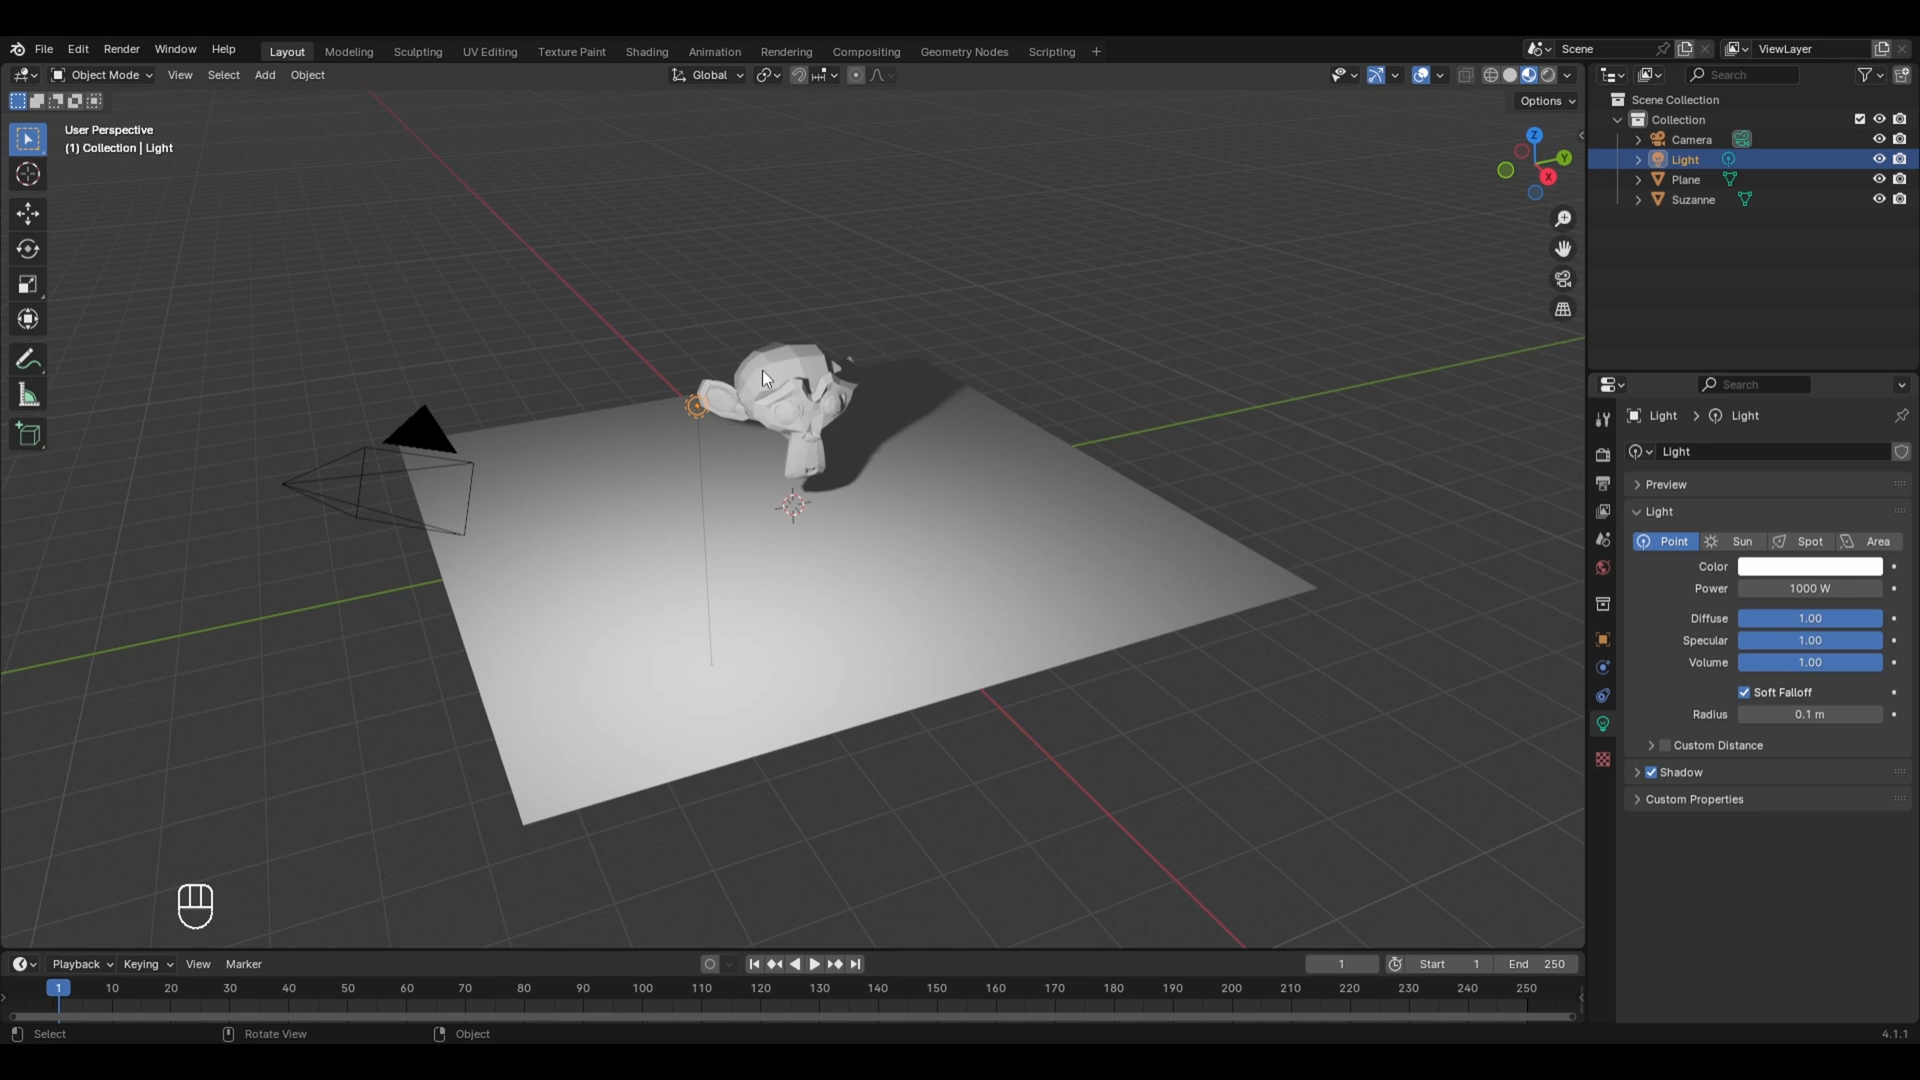 File Edit Render Window Help Layout Modeling Sculpting UV Editing Texture Paint Shading Animation Rendering Compositing Geometry Nodes Scripting + Scene ViewLayer
Object Mode View Select Add Object Global Search
Options
User Perspective
(1) Collection | Light
Z
Y
X
Scene Collection
Collection
Camera
Light
Plane
Suzanne
Search
Light > Light
Light
Preview
Light
Point Sun Spot Area
Color
Power 1000 W
Diffuse 1.00
Specular 1.00
Volume 1.00
Soft Falloff
Radius 0.1 m
Custom Distance
Shadow
Custom Properties
Playback Keying View Marker 1 Start 1 End 250
1 10 20 30 40 50 60 70 80 90 100 110 120 130 140 150 160 170 180 190 200 210 220 230 240 250
Select Rotate View Object 4.1.1